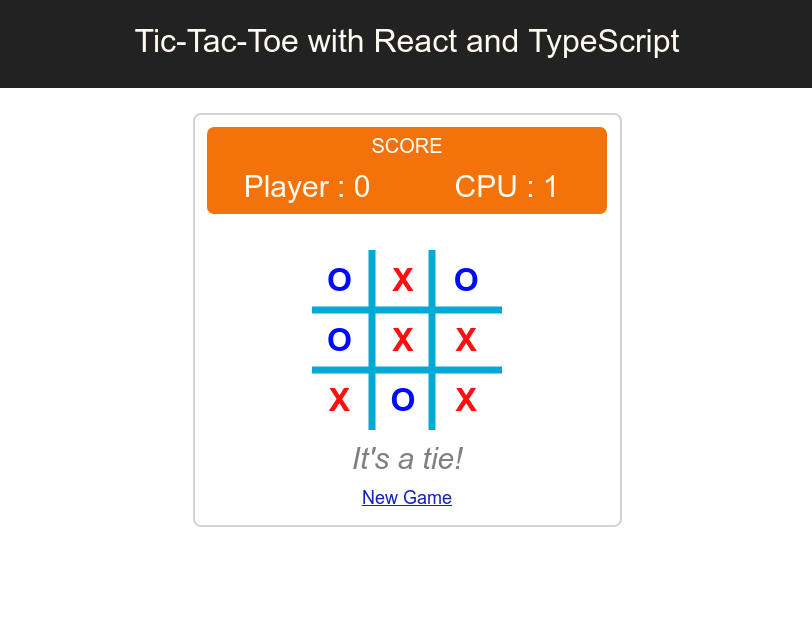 Tic-Tac-Toe with React and TypeScript
SCORE
Player : 0 CPU : 1
O X O
O X X
X O X
It's a tie!
New Game